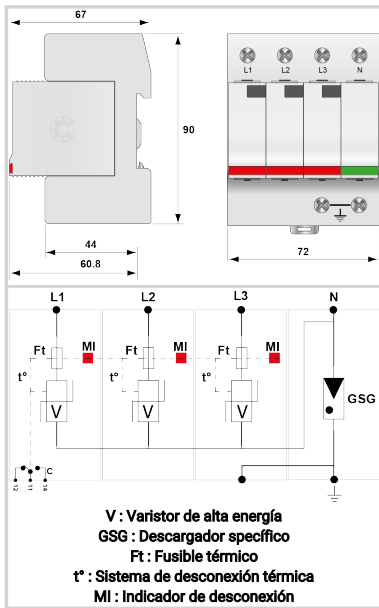 67
90
44
60.8
L1 L2 L3 N
72
L1 L2 L3 N
Ft MI Ft MI Ft MI
t° t° t°
V V V
GSG
C
12 11 14
V : Varistor de alta energía
GSG : Descargador specífico
Ft : Fusible térmico
t° : Sistema de desconexión térmica
MI : Indicador de desconexión